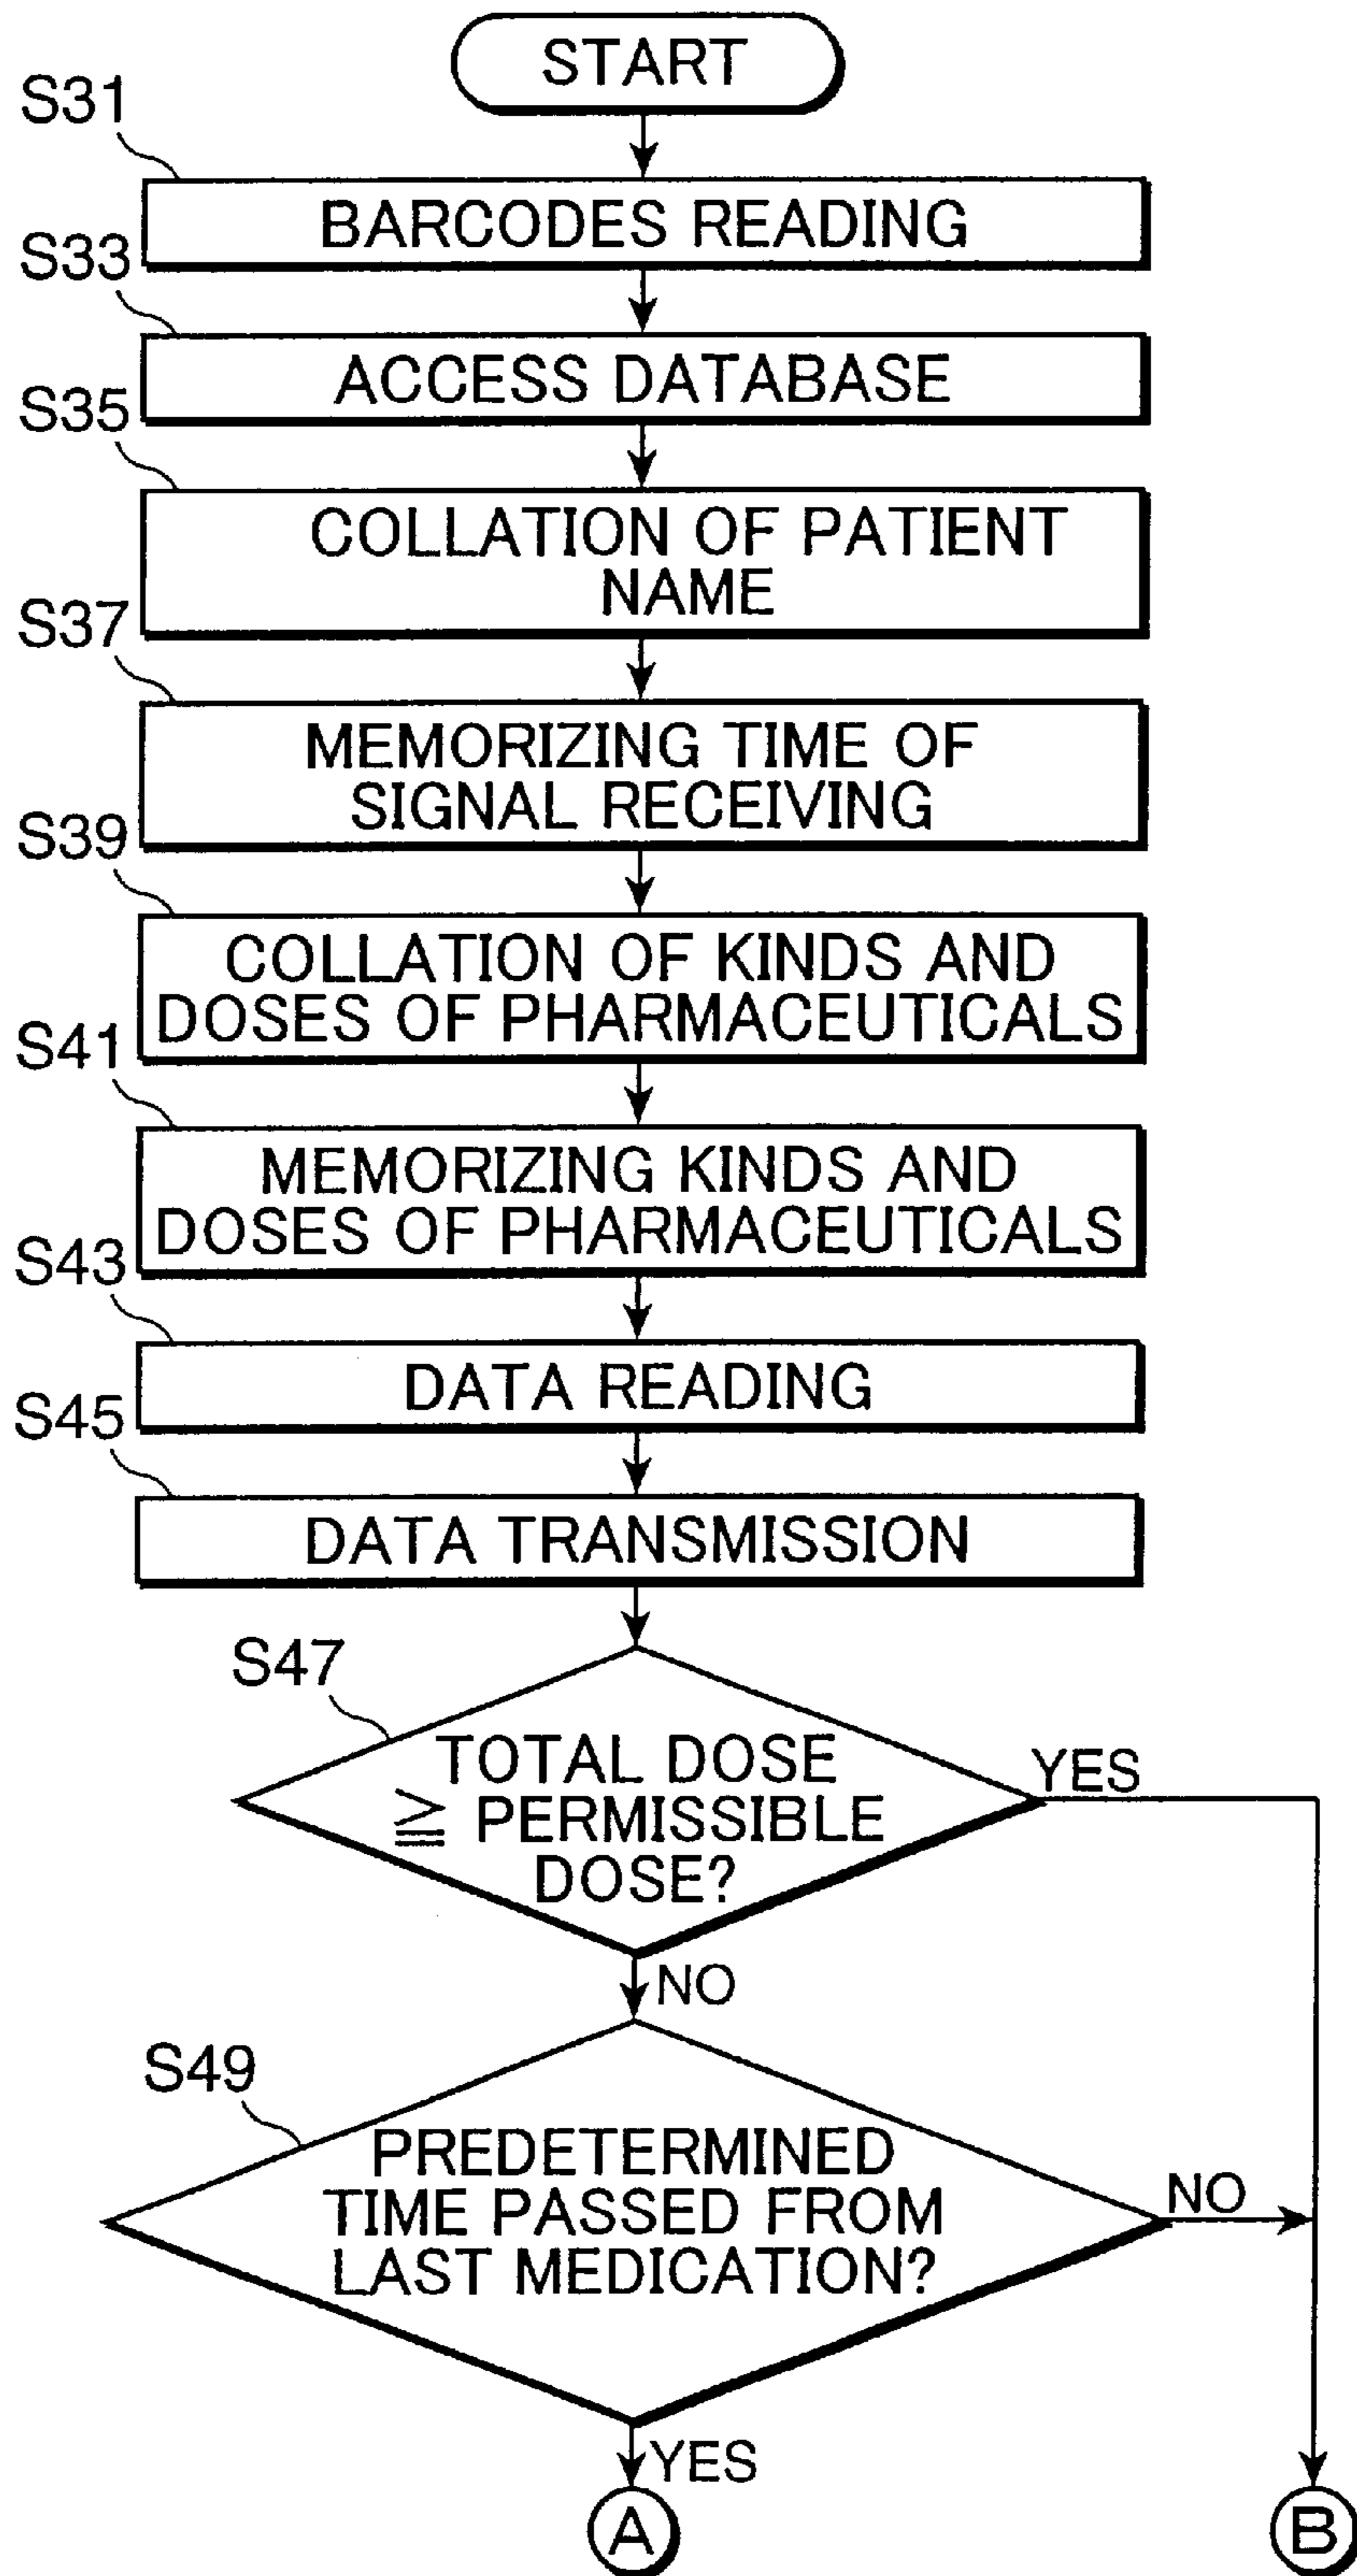 START
S31
BARCODES READING
S33
ACCESS DATABASE
S35
COLLATION OF PATIENT
NAME
S37
MEMORIZING TIME OF
SIGNAL RECEIVING
S39
COLLATION OF KINDS AND
DOSES OF PHARMACEUTICALS
S41
MEMORIZING KINDS AND
DOSES OF PHARMACEUTICALS
S43
DATA READING
S45
DATA TRANSMISSION
S47
TOTAL DOSE
≧ PERMISSIBLE
DOSE?
YES
NO
S49
PREDETERMINED
TIME PASSED FROM
LAST MEDICATION?
NO
YES
A
B